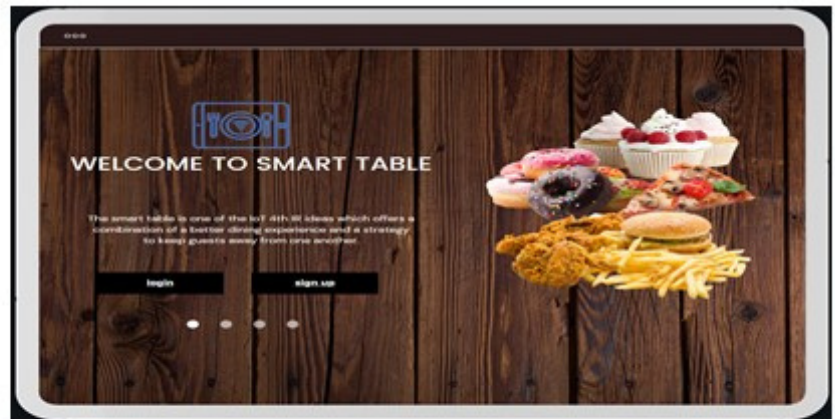 WELCOME TO SMART TABLE
The smart table is one of the IoT 4th IR ideas which offers a
combination of a better dining experience and a strategy
to keep guests away from one another.
login
sign up